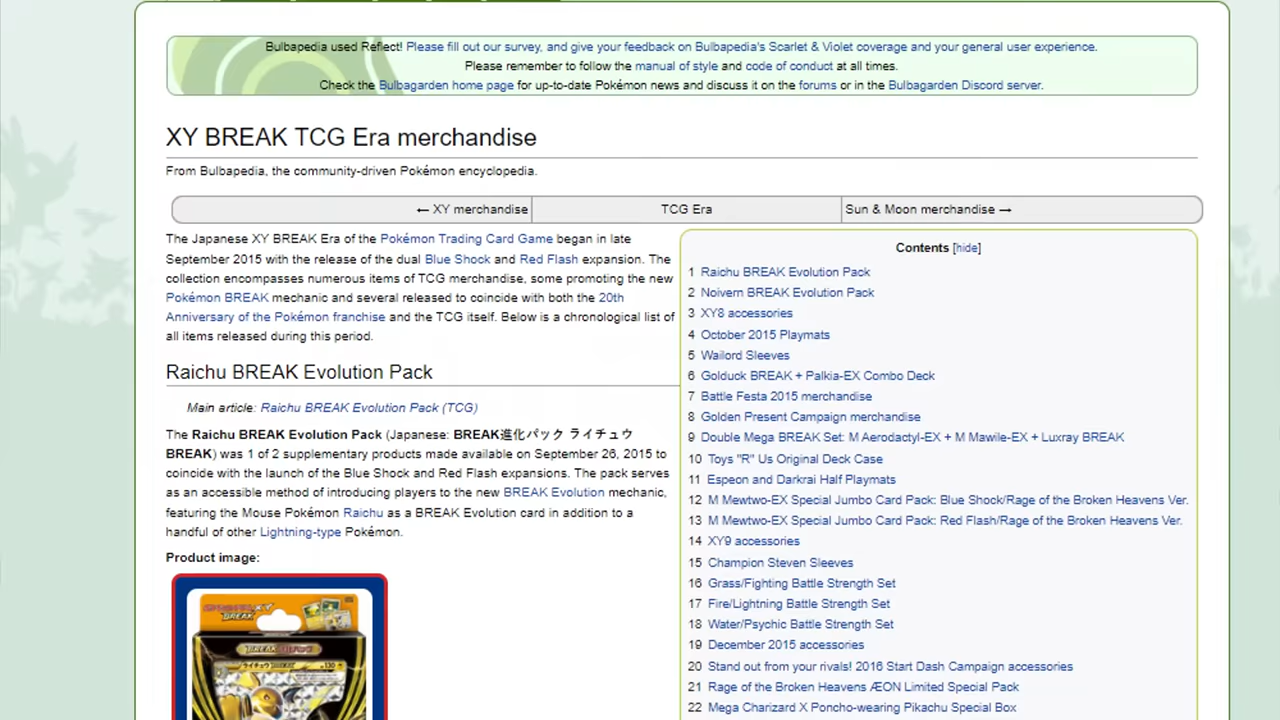 Bulbapedia used Reflect! Please fill out our survey, and give your feedback on Bulbapedia's Scarlet & Violet coverage and your general user experience.
Please remember to follow the manual of style and code of conduct at all times.
Check the Bulbagarden home page for up-to-date Pokémon news and discuss it on the forums or in the Bulbagarden Discord server.
XY BREAK TCG Era merchandise
From Bulbapedia, the community-driven Pokémon encyclopedia.
← XY merchandise
TCG Era
Sun & Moon merchandise →
The Japanese XY BREAK Era of the Pokémon Trading Card Game began in late
September 2015 with the release of the dual Blue Shock and Red Flash expansion. The
collection encompasses numerous items of TCG merchandise, some promoting the new
Pokémon BREAK mechanic and several released to coincide with both the 20th
Anniversary of the Pokémon franchise and the TCG itself. Below is a chronological list of
all items released during this period.
Raichu BREAK Evolution Pack
Main article: Raichu BREAK Evolution Pack (TCG)
The Raichu BREAK Evolution Pack (Japanese: BREAK進化パック ライチュウ
BREAK) was 1 of 2 supplementary products made available on September 26, 2015 to
coincide with the launch of the Blue Shock and Red Flash expansions. The pack serves
as an accessible method of introducing players to the new BREAK Evolution mechanic,
featuring the Mouse Pokémon Raichu as a BREAK Evolution card in addition to a
handful of other Lightning-type Pokémon.
Product image:
XY
BREAK
ライチュウ BREAK
130
Contents [hide]
1 Raichu BREAK Evolution Pack
2 Noivern BREAK Evolution Pack
3 XY8 accessories
4 October 2015 Playmats
5 Wailord Sleeves
6 Golduck BREAK + Palkia-EX Combo Deck
7 Battle Festa 2015 merchandise
8 Golden Present Campaign merchandise
9 Double Mega BREAK Set: M Aerodactyl-EX + M Mawile-EX + Luxray BREAK
10 Toys "R" Us Original Deck Case
11 Espeon and Darkrai Half Playmats
12 M Mewtwo-EX Special Jumbo Card Pack: Blue Shock/Rage of the Broken Heavens Ver.
13 M Mewtwo-EX Special Jumbo Card Pack: Red Flash/Rage of the Broken Heavens Ver.
14 XY9 accessories
15 Champion Steven Sleeves
16 Grass/Fighting Battle Strength Set
17 Fire/Lightning Battle Strength Set
18 Water/Psychic Battle Strength Set
19 December 2015 accessories
20 Stand out from your rivals! 2016 Start Dash Campaign accessories
21 Rage of the Broken Heavens ÆON Limited Special Pack
22 Mega Charizard X Poncho-wearing Pikachu Special Box